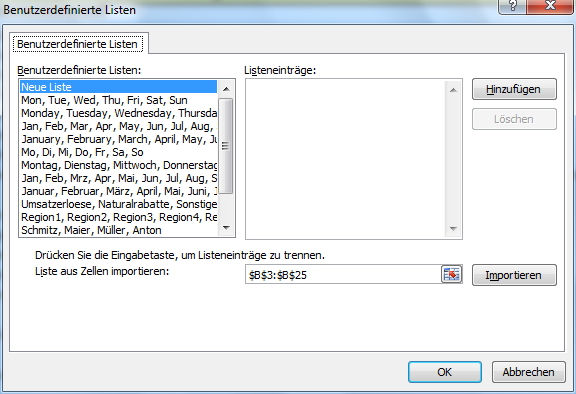 Benutzerdefinierte Listen
Benutzerdefinierte Listen
Benutzerdefinierte Listen:
Listeneinträge:
Neue Liste
Mon, Tue, Wed, Thu, Fri, Sat, Sun
Monday, Tuesday, Wednesday, Thursda
Jan, Feb, Mar, Apr, May, Jun, Jul, Aug,
January, February, March, April, May, Ju
Mo, Di, Mi, Do, Fr, Sa, So
Montag, Dienstag, Mittwoch, Donnerstag
Jan, Feb, Mrz, Apr, Mai, Jun, Jul, Aug, S
Januar, Februar, März, April, Mai, Juni, J
Umsatzerloese, Naturalrabatte, Sonstige
Region1, Region2, Region3, Region4, Re
Schmitz, Maier, Müller, Anton
Hinzufügen
Löschen
Drücken Sie die Eingabetaste, um Listeneinträge zu trennen.
Liste aus Zellen importieren:
$B$3:$B$25
Importieren
OK
Abbrechen